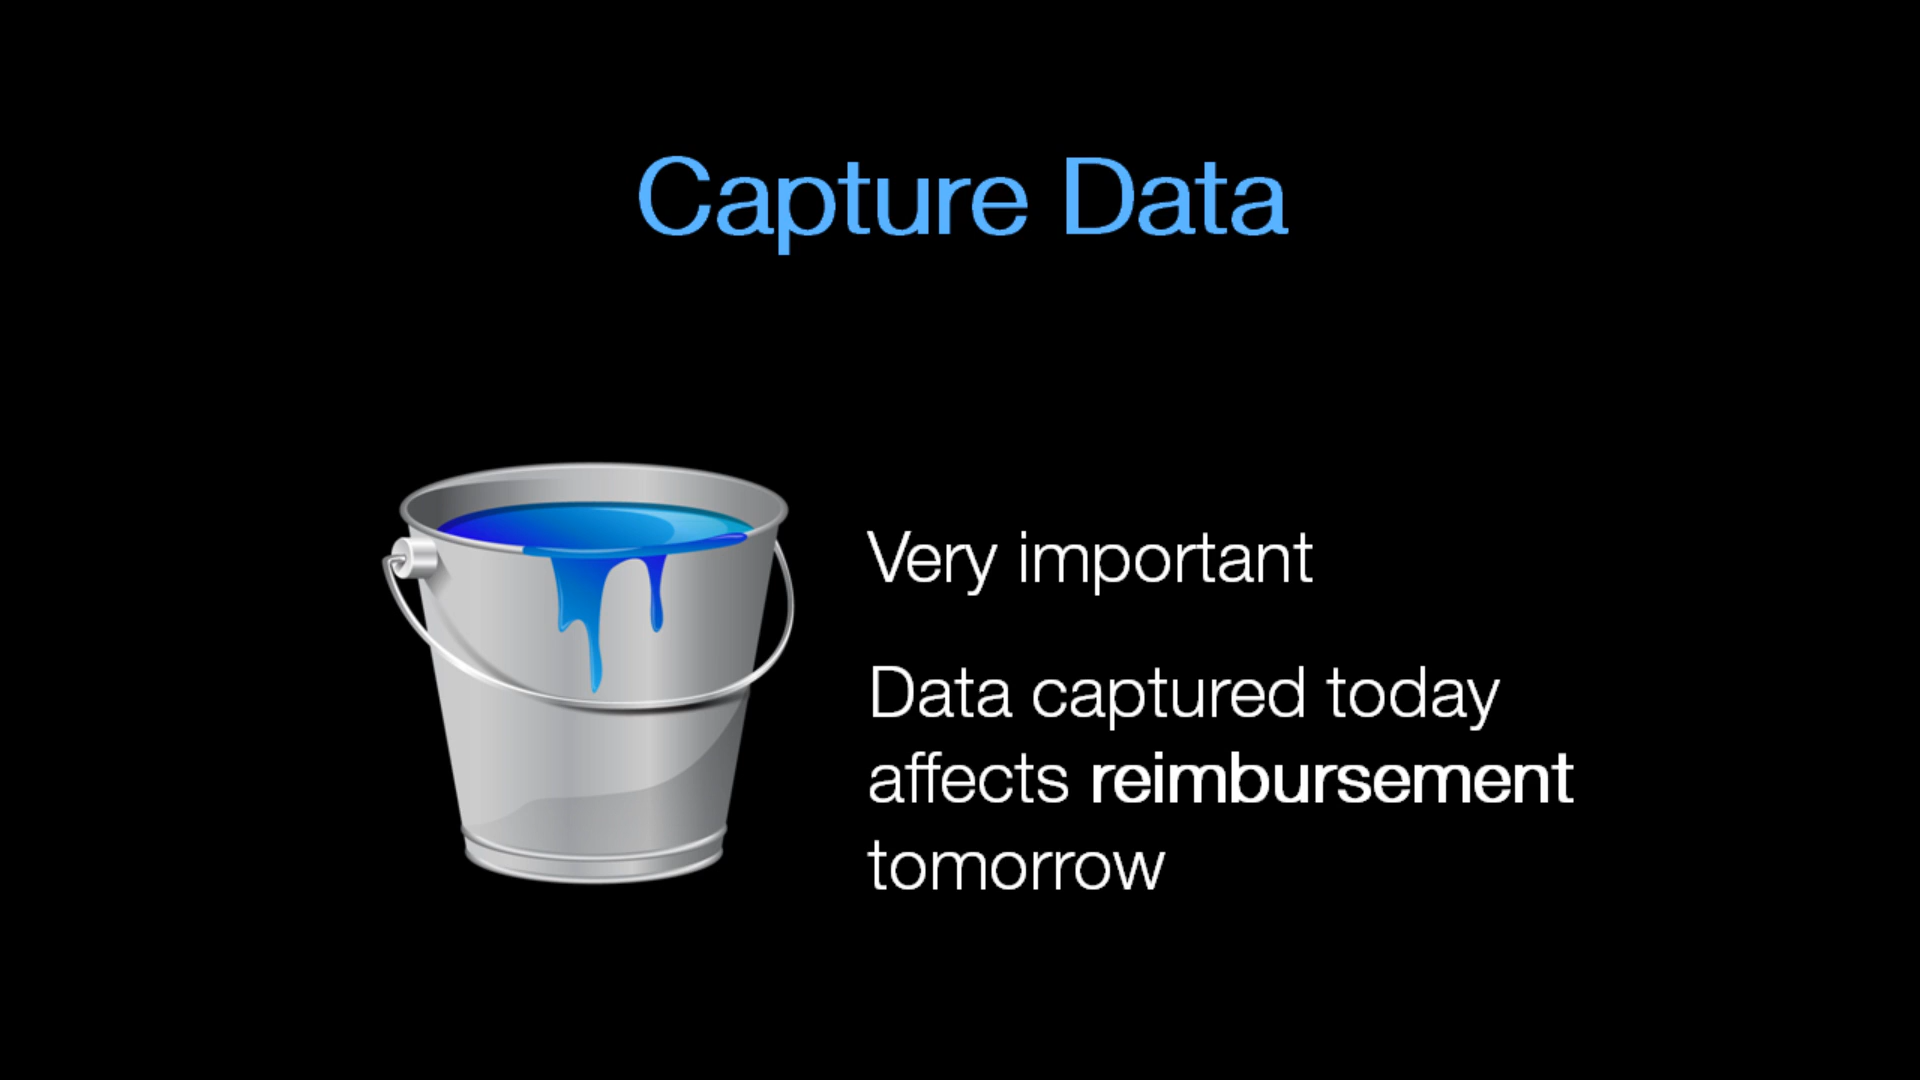 Capture Data
Very important
Data captured today
affects reimbursement
tomorrow